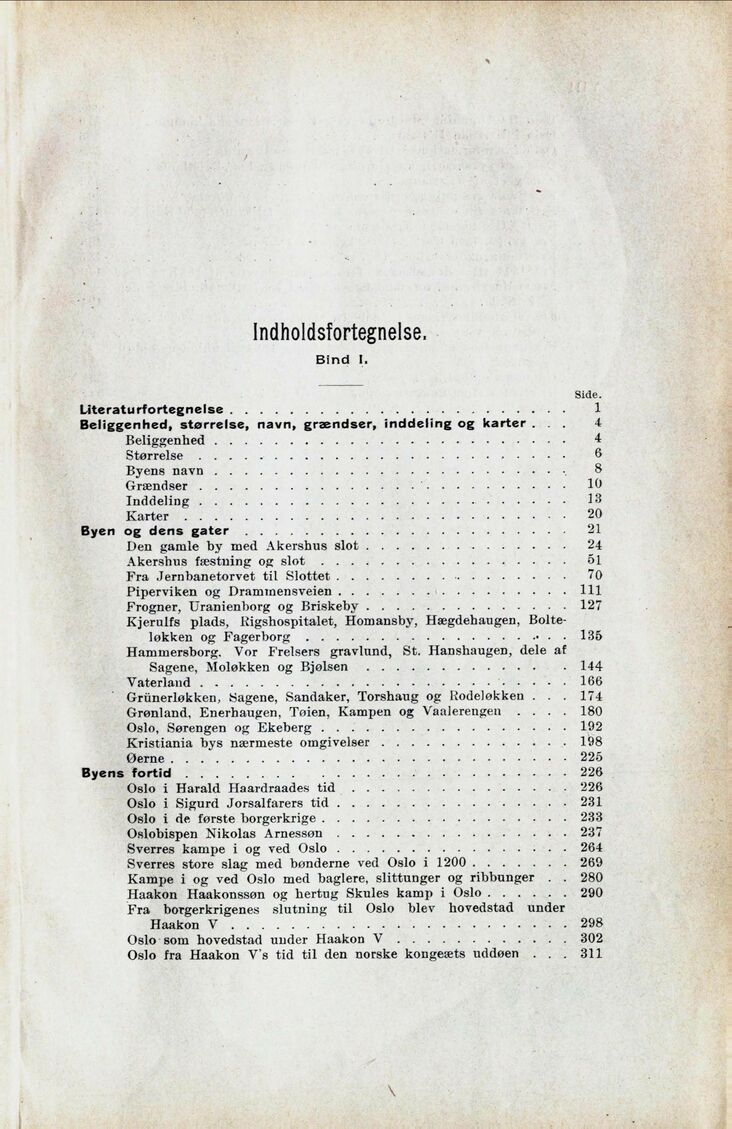 Indholdsfortegnelse.
Bind I.
Side.
Literaturfortegnelse . . . . . . . . . . . . . . . . . . . . . . . 1
Beliggenhed, størrelse, navn, grændser, inddeling og karter . . . 4
Beliggenhed . . . . . . . . . . . . . . . . . . . . . . . . 4
Størrelse . . . . . . . . . . . . . . . . . . . . . . . . . 6
Byens navn . . . . . . . . . . . . . . . . . . . . . . . . 8
Grændser . . . . . . . . . . . . . . . . . . . . . . . . . 10
Inddeling . . . . . . . . . . . . . . . . . . . . . . . . . 13
Karter . . . . . . . . . . . . . . . . . . . . . . . . . . 20
Byen og dens gater . . . . . . . . . . . . . . . . . . . . . . 21
Den gamle by med Akershus slot . . . . . . . . . . . . . . 24
Akershus fæstning og slot . . . . . . . . . . . . . . . . . 51
Fra Jernbanetorvet til Slottet . . . . . . . . . . . . . . . . 70
Piperviken og Drammensveien . . . . . . . . . . . . . . . . 111
Frogner, Uranienborg og Briskeby . . . . . . . . . . . . . . 127
Kjerulfs plads, Rigshospitalet, Homansby, Hægdehaugen, Bolte-
løkken og Fagerborg . . . . . . . . . . . . . . . . . . 135
Hammersborg, Vor Frelsers gravlund, St. Hanshaugen, dele af
Sagene, Moløkken og Bjølsen . . . . . . . . . . . . . . 144
Vaterland . . . . . . . . . . . . . . . . . . . . . . . . . 166
Grünerløkken, Sagene, Sandaker, Torshaug og Rodeløkken . . . 174
Grønland, Enerhaugen, Tøien, Kampen og Vaalerengen . . . . 180
Oslo, Sørengen og Ekeberg . . . . . . . . . . . . . . . . . 192
Kristiania bys nærmeste omgivelser . . . . . . . . . . . . . 198
Øerne . . . . . . . . . . . . . . . . . . . . . . . . . . . 225
Byens fortid . . . . . . . . . . . . . . . . . . . . . . . . . . 226
Oslo i Harald Haardraades tid . . . . . . . . . . . . . . . 226
Oslo i Sigurd Jorsalfarers tid . . . . . . . . . . . . . . . . 231
Oslo i de første borgerkrige . . . . . . . . . . . . . . . . . 233
Oslobispen Nikolas Arnessøn . . . . . . . . . . . . . . . . 237
Sverres kampe i og ved Oslo . . . . . . . . . . . . . . . . 264
Sverres store slag med bønderne ved Oslo i 1200 . . . . . . . 269
Kampe i og ved Oslo med baglere, slittunger og ribbunger . . 280
Haakon Haakonssøn og hertug Skules kamp i Oslo . . . . . . 290
Fra borgerkrigenes slutning til Oslo blev hovedstad under
Haakon V . . . . . . . . . . . . . . . . . . . . . . . 298
Oslo som hovedstad under Haakon V . . . . . . . . . . . . 302
Oslo fra Haakon V's tid til den norske kongeæts uddøen . . . 311